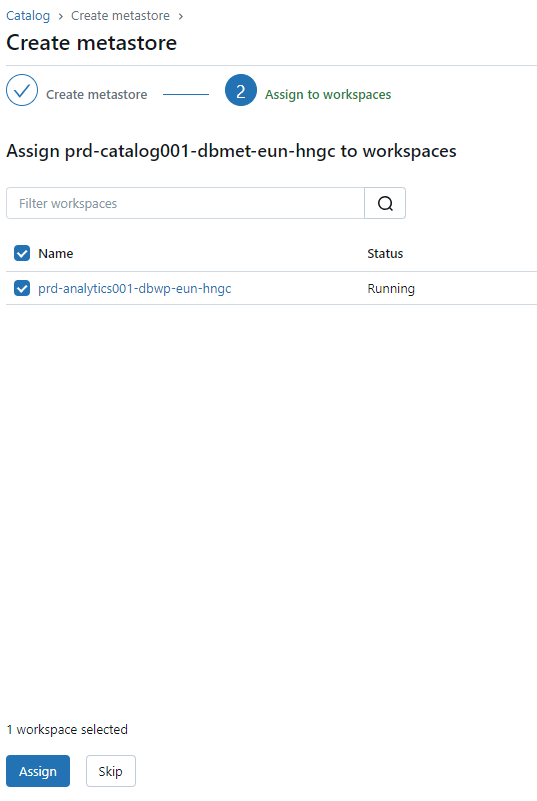 Catalog › Create metastore ›
Create metastore
Create metastore 2 Assign to workspaces
Assign prd-catalog001-dbmet-eun-hngc to workspaces
Filter workspaces
Name Status
prd-analytics001-dbwp-eun-hngc Running
1 workspace selected
Assign Skip